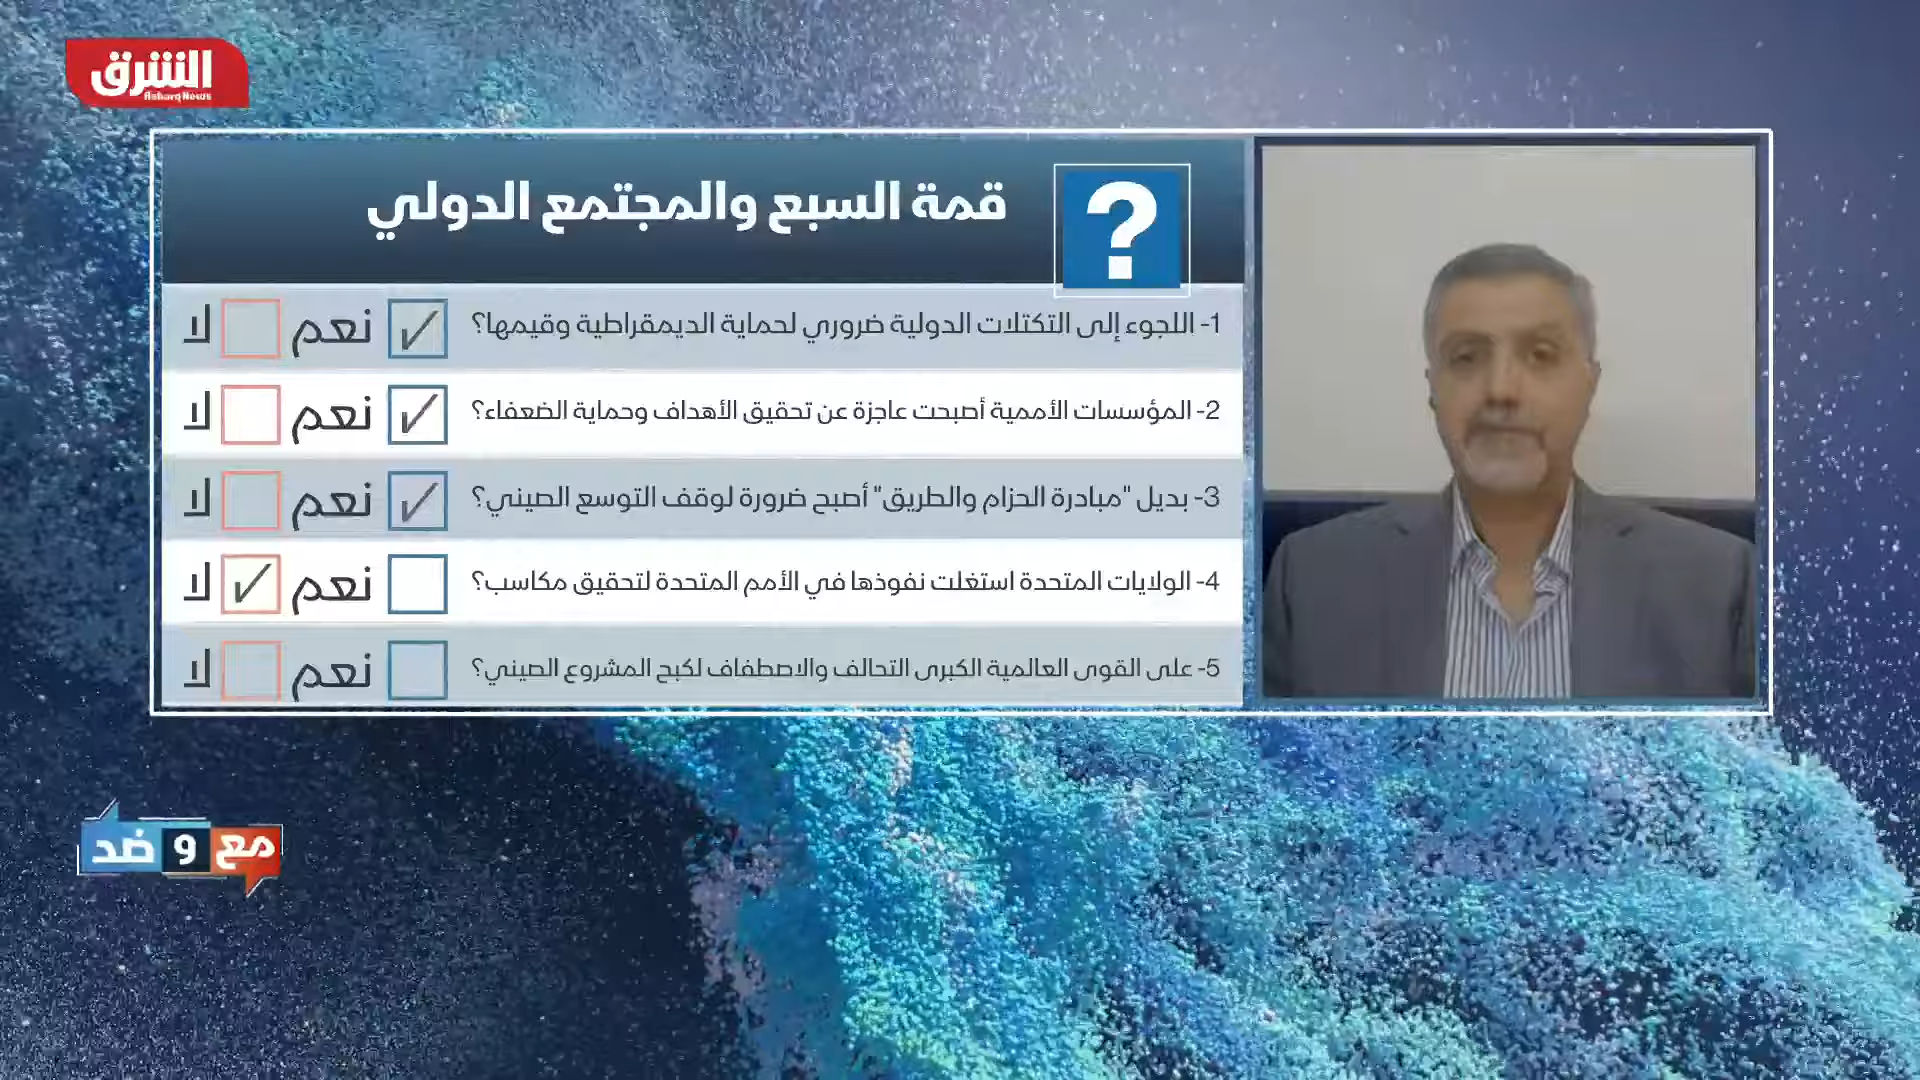 الشرق
Asharq News
قمة السبع والمجتمع الدولي
?
1- اللجوء إلى التكتلات الدولية ضروري لحماية الديمقراطية وقيمها؟ ✓ نعم لا
2- المؤسسات الأممية أصبحت عاجزة عن تحقيق الأهداف وحماية الضعفاء؟ ✓ نعم لا
3- بديل "مبادرة الحزام والطريق" أصبح ضرورة لوقف التوسع الصيني؟ ✓ نعم لا
4- الولايات المتحدة استغلت نفوذها في الأمم المتحدة لتحقيق مكاسب؟ نعم ✓ لا
5- على القوى العالمية الكبرى التحالف والاصطفاف لكبح المشروع الصيني؟ نعم لا
مع و ضد